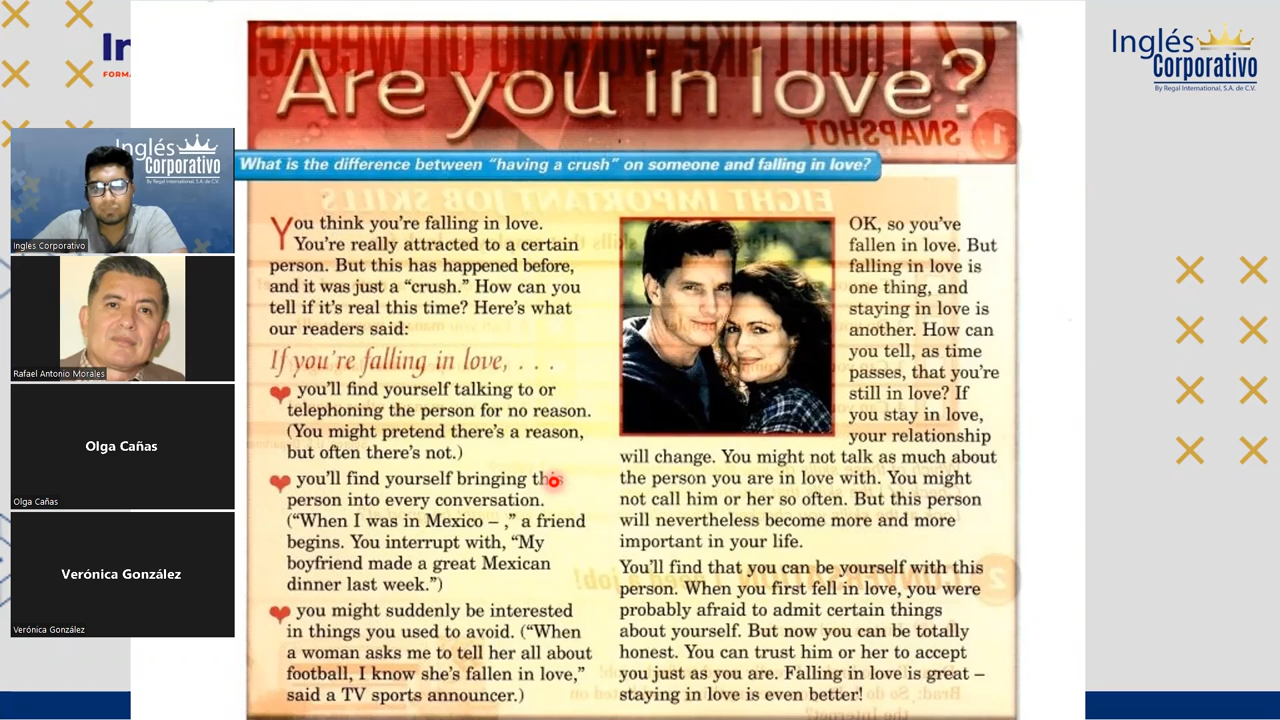 Are you in love?
SNAPSHOT
1
What is the difference between “having a crush” on someone and falling in love?
EIGHT IMPORTANT JOB SKILLS
You think you’re falling in love.
You’re really attracted to a certain
person. But this has happened before,
and it was just a “crush.” How can you
tell if it’s real this time? Here’s what
our readers said:
If you’re falling in love, . . .
you’ll find yourself talking to or
telephoning the person for no reason.
(You might pretend there’s a reason,
but often there’s not.)
you’ll find yourself bringing this
person into every conversation.
(“When I was in Mexico – ,” a friend
begins. You interrupt with, “My
boyfriend made a great Mexican
dinner last week.”)
you might suddenly be interested
in things you used to avoid. (“When
a woman asks me to tell her all about
football, I know she’s fallen in love,”
said a TV sports announcer.)
OK, so you’ve
fallen in love. But
falling in love is
one thing, and
staying in love is
another. How can
you tell, as time
passes, that you’re
still in love? If
you stay in love,
your relationship
will change. You might not talk as much about
the person you are in love with. You might
not call him or her so often. But this person
will nevertheless become more and more
important in your life.
You’ll find that you can be yourself with this
person. When you first fell in love, you were
probably afraid to admit certain things
about yourself. But now you can be totally
honest. You can trust him or her to accept
you just as you are. Falling in love is great –
staying in love is even better!
Inglés
Corporativo
By Regal International, S.A. de C.V.
In
FORMA
Inglés
Corporativo
By Regal International, S.A. de C.V.
Ingles Corporativo
Rafael Antonio Morales
Olga Cañas
Olga Cañas
Verónica González
Verónica González